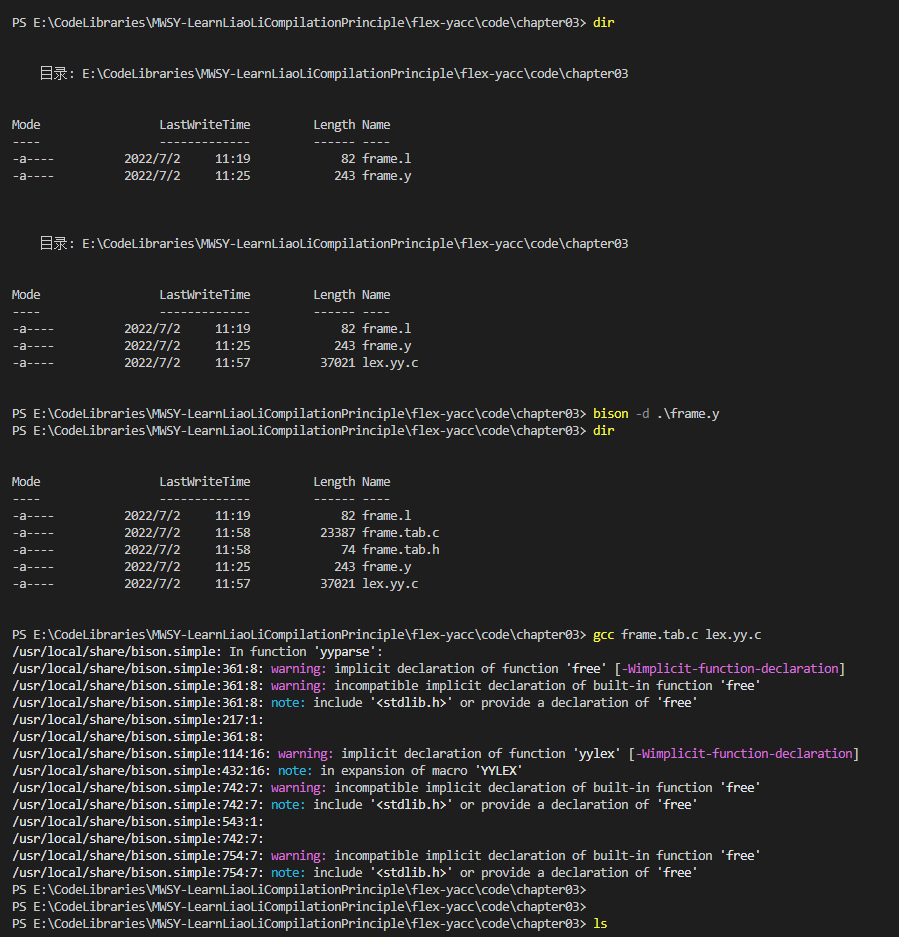 PS E:\CodeLibraries\MWSY-LearnLiaoLiCompilationPrinciple\flex-yacc\code\chapter03> dir
目录: E:\CodeLibraries\MWSY-LearnLiaoLiCompilationPrinciple\flex-yacc\code\chapter03
Mode                 LastWriteTime         Length Name
----                 -------------         ------ ----
-a----          2022/7/2     11:19             82 frame.l
-a----          2022/7/2     11:25            243 frame.y
目录: E:\CodeLibraries\MWSY-LearnLiaoLiCompilationPrinciple\flex-yacc\code\chapter03
Mode                 LastWriteTime         Length Name
----                 -------------         ------ ----
-a----          2022/7/2     11:19             82 frame.l
-a----          2022/7/2     11:25            243 frame.y
-a----          2022/7/2     11:57          37021 lex.yy.c
PS E:\CodeLibraries\MWSY-LearnLiaoLiCompilationPrinciple\flex-yacc\code\chapter03> bison -d .\frame.y
PS E:\CodeLibraries\MWSY-LearnLiaoLiCompilationPrinciple\flex-yacc\code\chapter03> dir
Mode                 LastWriteTime         Length Name
----                 -------------         ------ ----
-a----          2022/7/2     11:19             82 frame.l
-a----          2022/7/2     11:58          23387 frame.tab.c
-a----          2022/7/2     11:58             74 frame.tab.h
-a----          2022/7/2     11:25            243 frame.y
-a----          2022/7/2     11:57          37021 lex.yy.c
PS E:\CodeLibraries\MWSY-LearnLiaoLiCompilationPrinciple\flex-yacc\code\chapter03> gcc frame.tab.c lex.yy.c
/usr/local/share/bison.simple: In function 'yyparse':
/usr/local/share/bison.simple:361:8: warning: implicit declaration of function 'free' [-Wimplicit-function-declaration]
/usr/local/share/bison.simple:361:8: warning: incompatible implicit declaration of built-in function 'free'
/usr/local/share/bison.simple:361:8: note: include '<stdlib.h>' or provide a declaration of 'free'
/usr/local/share/bison.simple:217:1:
/usr/local/share/bison.simple:361:8:
/usr/local/share/bison.simple:114:16: warning: implicit declaration of function 'yylex' [-Wimplicit-function-declaration]
/usr/local/share/bison.simple:432:16: note: in expansion of macro 'YYLEX'
/usr/local/share/bison.simple:742:7: warning: incompatible implicit declaration of built-in function 'free'
/usr/local/share/bison.simple:742:7: note: include '<stdlib.h>' or provide a declaration of 'free'
/usr/local/share/bison.simple:543:1:
/usr/local/share/bison.simple:742:7:
/usr/local/share/bison.simple:754:7: warning: incompatible implicit declaration of built-in function 'free'
/usr/local/share/bison.simple:754:7: note: include '<stdlib.h>' or provide a declaration of 'free'
PS E:\CodeLibraries\MWSY-LearnLiaoLiCompilationPrinciple\flex-yacc\code\chapter03>
PS E:\CodeLibraries\MWSY-LearnLiaoLiCompilationPrinciple\flex-yacc\code\chapter03>
PS E:\CodeLibraries\MWSY-LearnLiaoLiCompilationPrinciple\flex-yacc\code\chapter03> ls